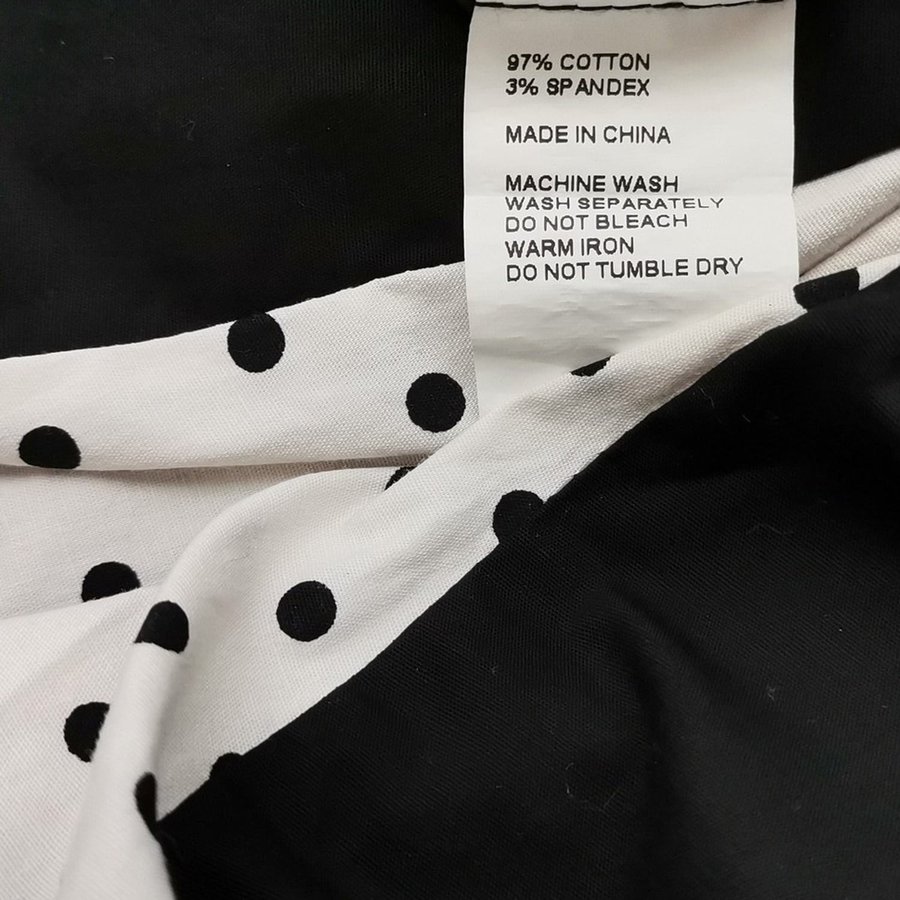 97% COTTON
3% SPANDEX
MADE IN CHINA
MACHINE WASH
WASH SEPARATELY
DO NOT BLEACH
WARM IRON
DO NOT TUMBLE DRY